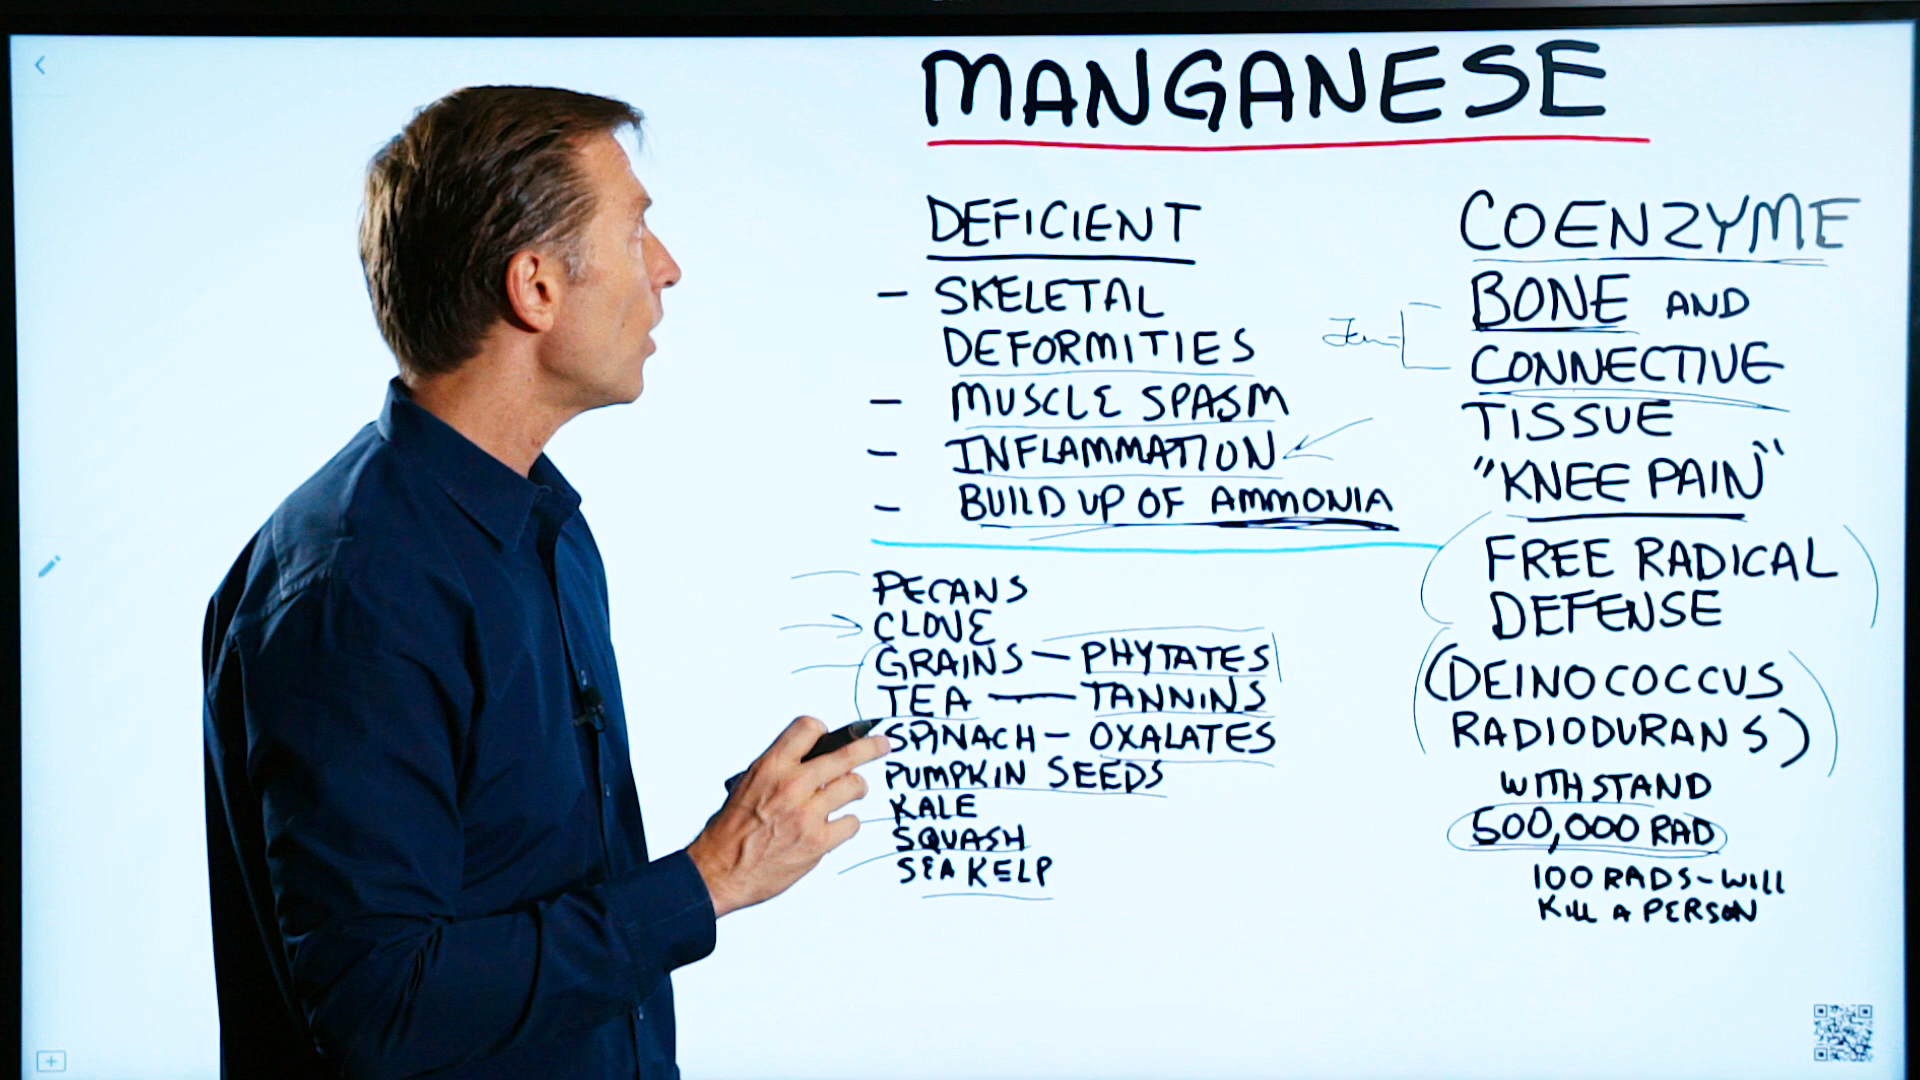 MANGANESE
DEFICIENT
- SKELETAL
DEFORMITIES
- MUSCLE SPASM
- INFLAMMATION
- BUILD UP OF AMMONIA
PECANS
CLOVE
GRAINS - PHYTATES
TEA - TANNINS
SPINACH - OXALATES
PUMPKIN SEEDS
KALE
SQUASH
SEA KELP
COENZYME
BONE AND
CONNECTIVE
TISSUE
"KNEE PAIN"
FREE RADICAL
DEFENSE
(DEINOCOCCUS
RADIODURANS)
WITHSTAND
500,000 RAD
100 RADS - WILL
KILL A PERSON